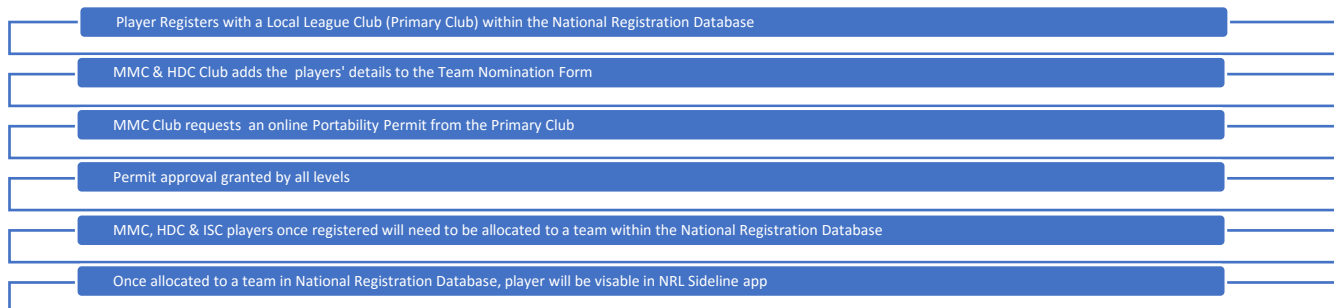 Player Registers with a Local League Club (Primary Club) within the National Registration Database
MMC & HDC Club adds the players' details to the Team Nomination Form
MMC Club requests an online Portability Permit from the Primary Club
Permit approval granted by all levels
MMC, HDC & ISC players once registered will need to be allocated to a team within the National Registration Database
Once allocated to a team in National Registration Database, player will be visable in NRL Sideline app